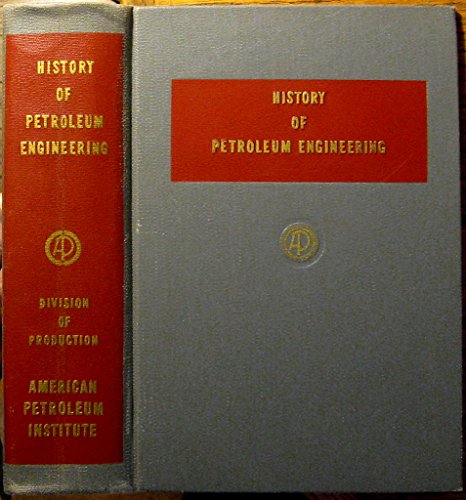 HISTORY
OF
PETROLEUM
ENGINEERING
API
DIVISION
OF
PRODUCTION
AMERICAN
PETROLEUM
INSTITUTE
HISTORY
OF
PETROLEUM ENGINEERING
API